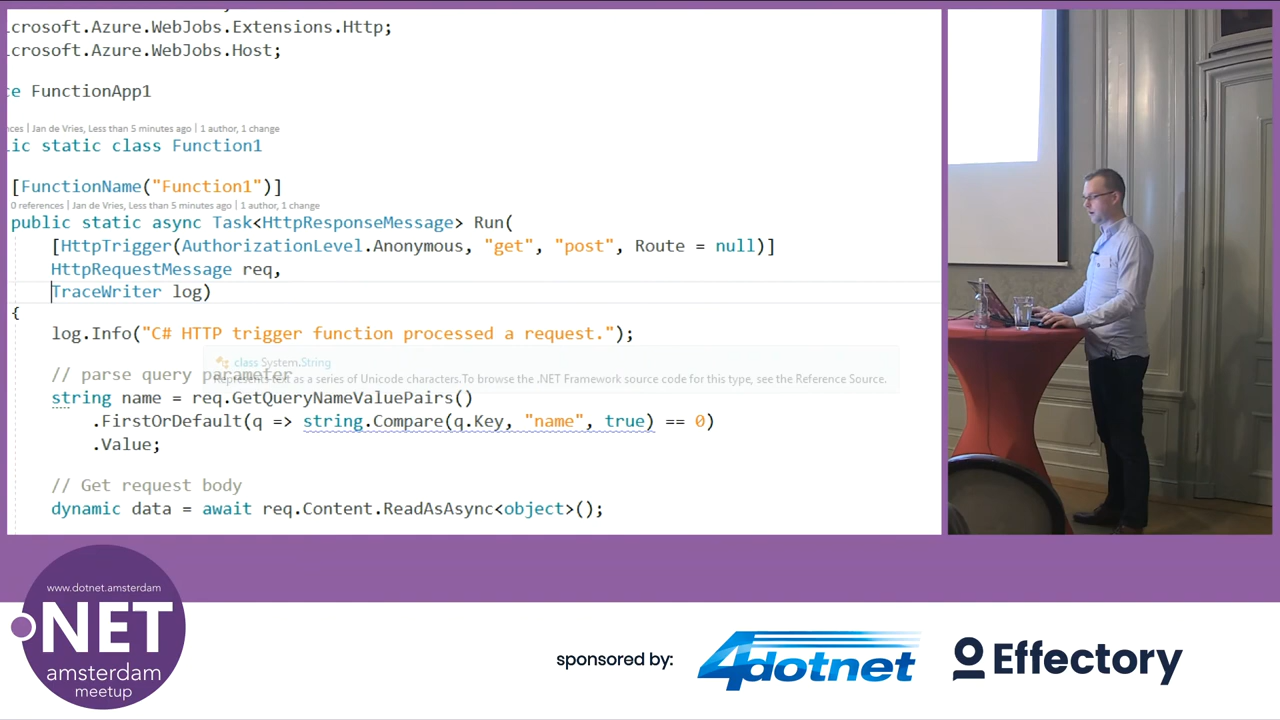 crosoft.Azure.WebJobs.Extensions.Http;
crosoft.Azure.WebJobs.Host;
ce FunctionApp1
nces | Jan de Vries, Less than 5 minutes ago | 1 author, 1 change
lic static class Function1
[FunctionName("Function1")]
0 references | Jan de Vries, Less than 5 minutes ago | 1 author, 1 change
public static async Task<HttpResponseMessage> Run(
[HttpTrigger(AuthorizationLevel.Anonymous, "get", "post", Route = null)]
HttpRequestMessage req,
TraceWriter log)
{
log.Info("C# HTTP trigger function processed a request.");
class System.String
// parse query parameter
Represents text as a series of Unicode characters.To browse the .NET Framework source code for this type, see the Reference Source.
string name = req.GetQueryNameValuePairs()
.FirstOrDefault(q => string.Compare(q.Key, "name", true) == 0)
.Value;
// Get request body
dynamic data = await req.Content.ReadAsAsync<object>();
www.dotnet.amsterdam
.NET
amsterdam
meetup
sponsored by:
4dotnet
Effectory